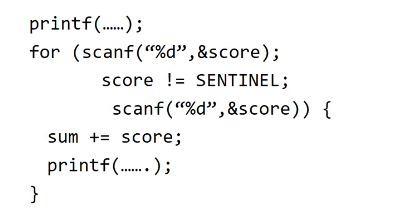 printf(……);
for (scanf(“%d”,&score);
score != SENTINEL;
scanf(“%d”,&score)) {
sum += score;
printf(…….);
}